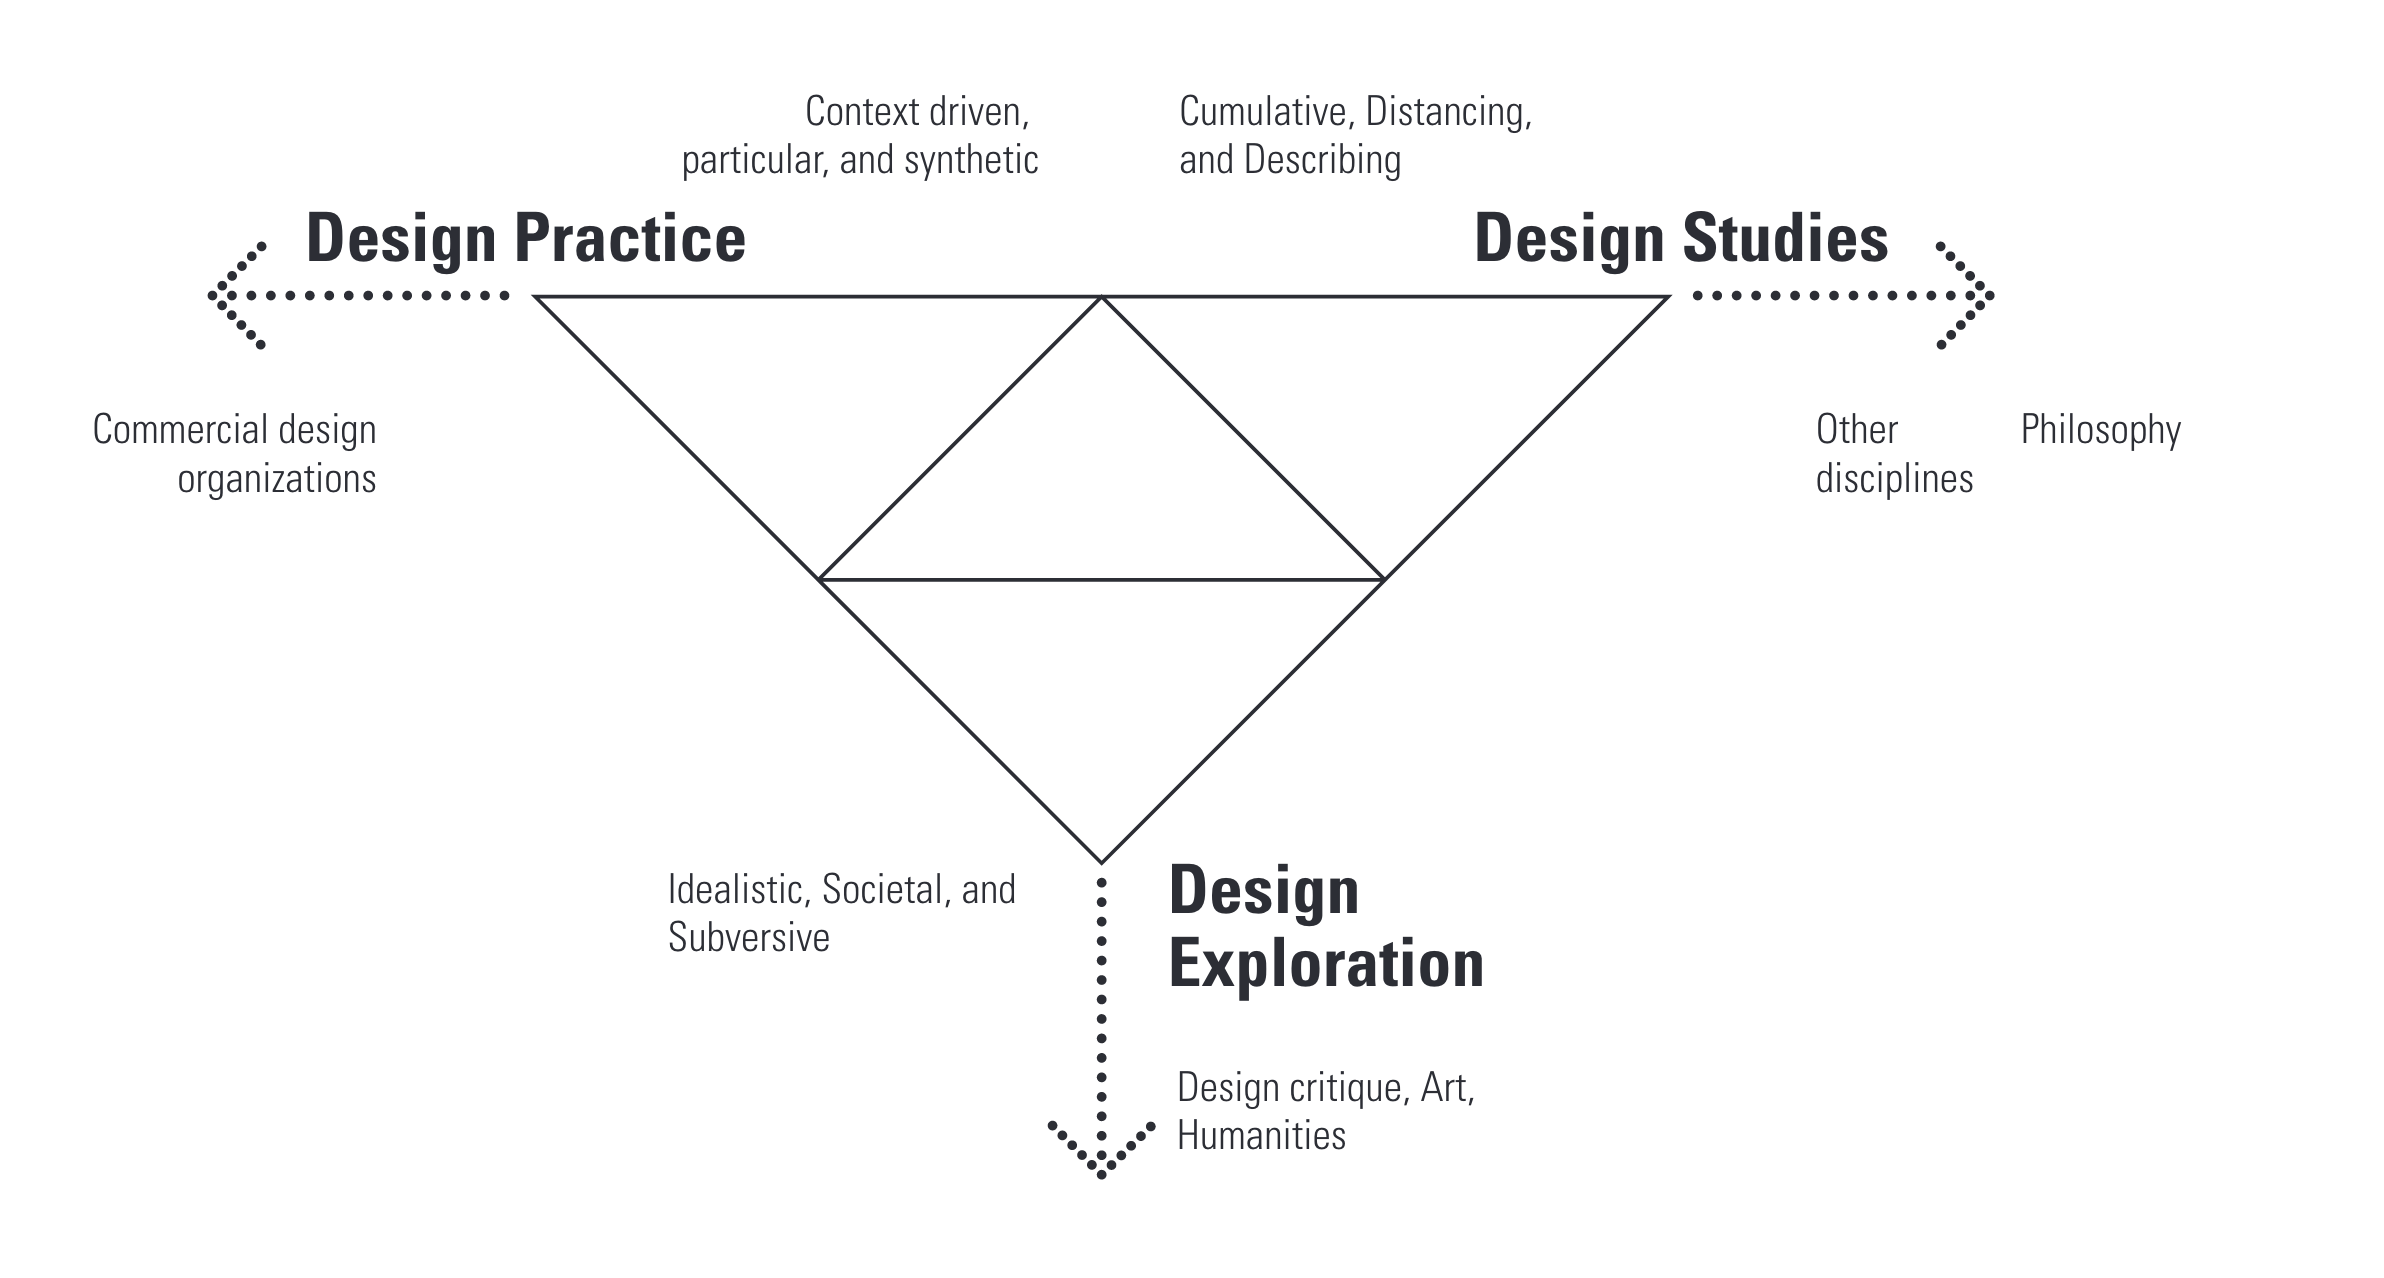 Context driven,
particular, and synthetic
Cumulative, Distancing,
and Describing
Design Practice
Design Studies
Commercial design
organizations
Other
disciplines
Philosophy
Idealistic, Societal, and
Subversive
Design
Exploration
Design critique, Art,
Humanities